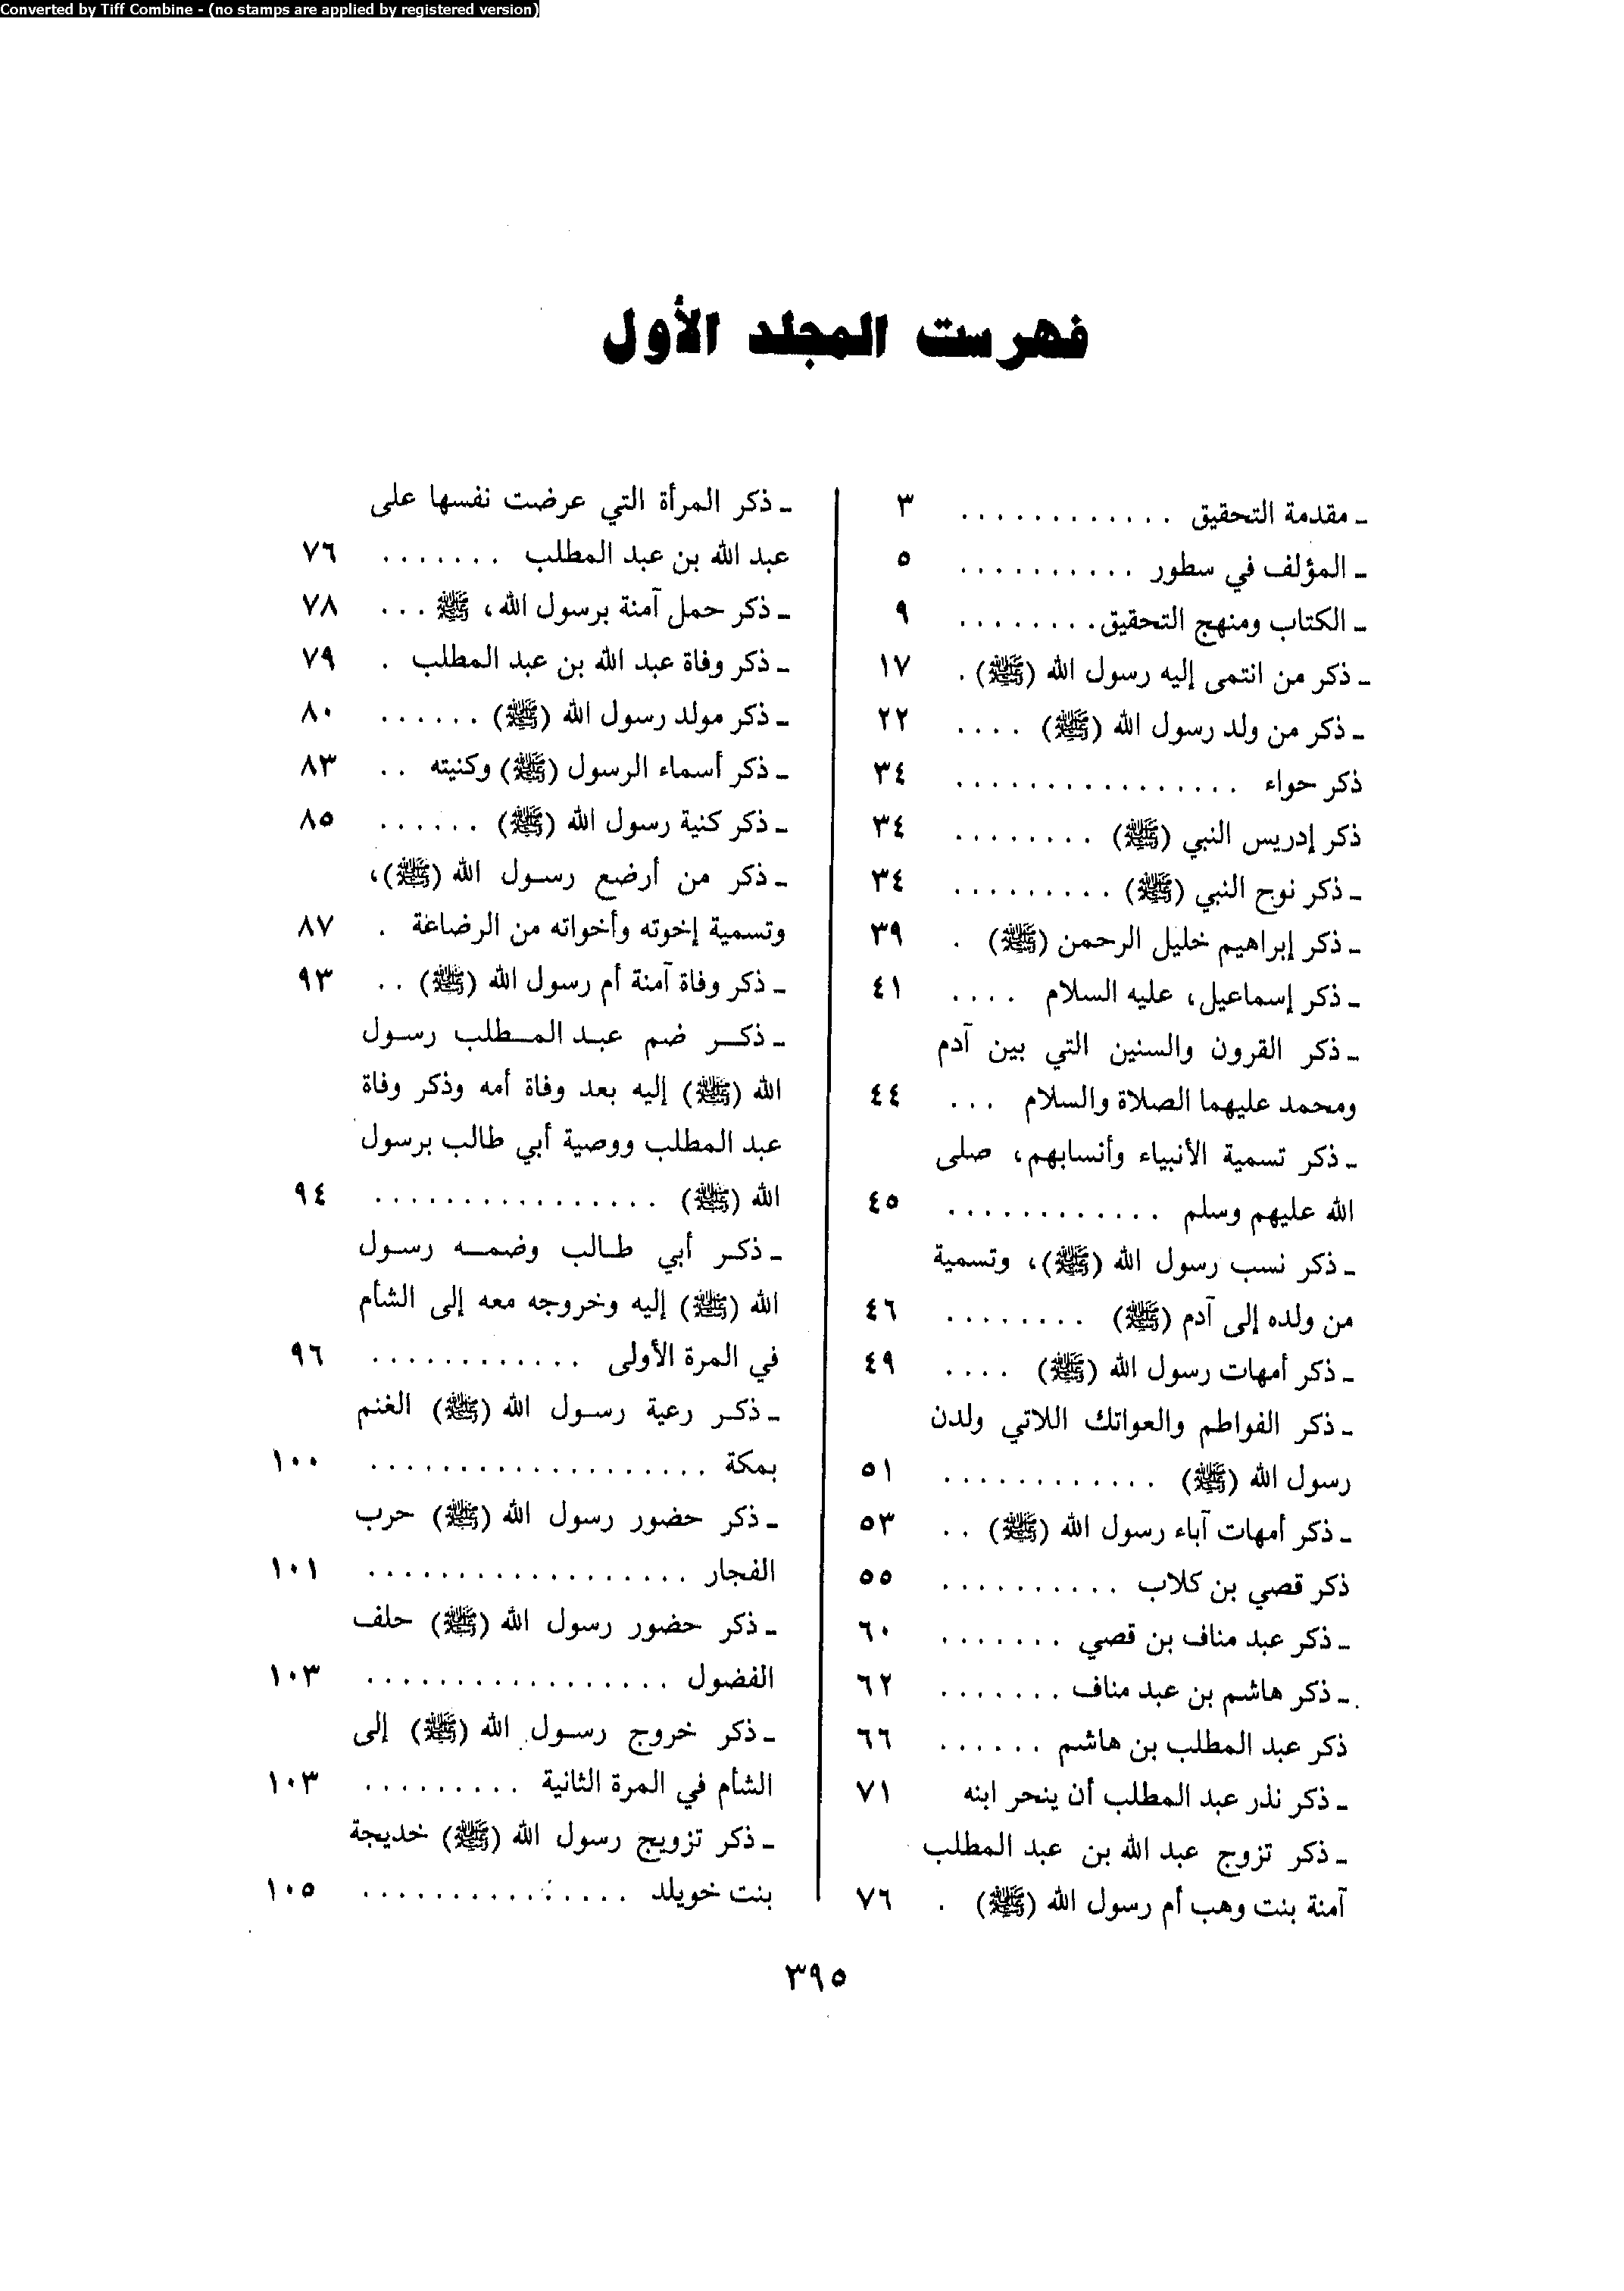 Converted by Tiff Combine - (no stamps are applied by registered version)
فهرست المجلد الأول
ـ مقدمة التحقيق . . . . . . . . . . . . ٣
ـ المؤلف في سطور . . . . . . . . . . ٥
ـ الكتاب ومنهج التحقيق. . . . . . . . ٩
ـ ذكر من انتمى إليه رسول الله (ﷺ) . ١٧
ـ ذكر من ولد رسول الله (ﷺ) . . . . ٢٢
ذكر حواء . . . . . . . . . . . . . . . . ٣٤
ذكر إدريس النبي (ﷺ) . . . . . . . . ٣٤
ـ ذكر نوح النبي (ﷺ) . . . . . . . . . ٣٤
ـ ذكر إبراهيم خليل الرحمن (ﷺ) . ٣٩
ـ ذكر إسماعيل، عليه السلام . . . . ٤١
ـ ذكر القرون والسنين التي بين آدم
ومحمد عليهما الصلاة والسلام . . . ٤٤
ـ ذكر تسمية الأنبياء وأنسابهم، صلى
الله عليهم وسلم . . . . . . . . . . . . ٤٥
ـ ذكر نسب رسول الله (ﷺ)، وتسمية
من ولده إلى آدم (ﷺ) . . . . . . . . ٤٦
ـ ذكر أمهات رسول الله (ﷺ) . . . . ٤٩
ـ ذكر الفواطم والعواتك اللاتي ولدن
رسول الله (ﷺ) . . . . . . . . . . . . ٥١
ـ ذكر أمهات آباء رسول الله (ﷺ) . . ٥٣
ذكر قصي بن كلاب . . . . . . . . . . ٥٥
ـ ذكر عبد مناف بن قصي . . . . . . . ٦٠
ـ ذكر هاشم بن عبد مناف . . . . . . . ٦٢
ذكر عبد المطلب بن هاشم . . . . . . ٦٦
ـ ذكر نذر عبد المطلب أن ينحر ابنه ٧١
ـ ذكر تزوج عبد الله بن عبد المطلب
آمنة بنت وهب أم رسول الله (ﷺ) . ٧٦
ـ ذكر المرأة التي عرضت نفسها على
عبد الله بن عبد المطلب . . . . . . . ٧٦
ـ ذكر حمل آمنة برسول الله، ﷺ . . . ٧٨
ـ ذكر وفاة عبد الله بن عبد المطلب . ٧٩
ـ ذكر مولد رسول الله (ﷺ) . . . . . . ٨٠
ـ ذكر أسماء الرسول (ﷺ) وكنيته . . ٨٣
ـ ذكر كنية رسول الله (ﷺ) . . . . . . ٨٥
ـ ذكر من أرضع رسول الله (ﷺ)،
وتسمية إخوته وأخواته من الرضاعة . ٨٧
ـ ذكر وفاة آمنة أم رسول الله (ﷺ) . . ٩٣
ـ ذكر ضم عبد المطلب رسول
الله (ﷺ) إليه بعد وفاة أمه وذكر وفاة
عبد المطلب ووصية أبي طالب برسول
الله (ﷺ) . . . . . . . . . . . . . . . . ٩٤
ـ ذكر أبي طالب وضمه رسول
الله (ﷺ) إليه وخروجه معه إلى الشأم
في المرة الأولى . . . . . . . . . . . . ٩٦
ـ ذكر رعية رسول الله (ﷺ) الغنم
بمكة . . . . . . . . . . . . . . . . . . . ١٠٠
ـ ذكر حضور رسول الله (ﷺ) حرب
الفجار . . . . . . . . . . . . . . . . . . ١٠١
ـ ذكر حضور رسول الله (ﷺ) حلف
الفضول . . . . . . . . . . . . . . . . . ١٠٣
ـ ذكر خروج رسول الله (ﷺ) إلى
الشأم في المرة الثانية . . . . . . . . . ١٠٣
ـ ذكر تزويج رسول الله (ﷺ) خديجة
بنت خويلد . . . . . . . . . . . . . . . ١٠٥
٣٩٥